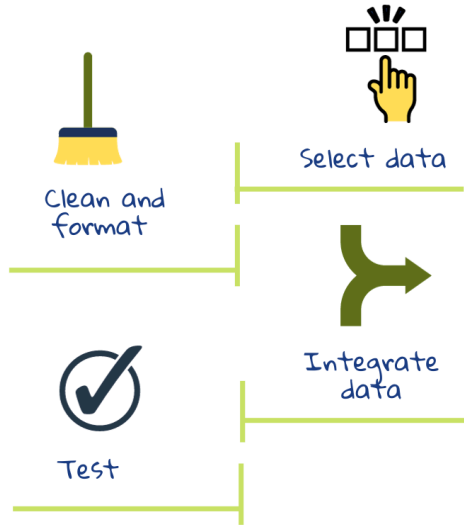 Select data
Clean and
format
Integrate
data
Test